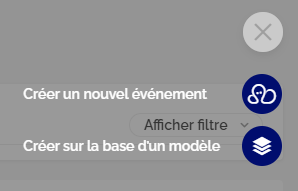 Créer un nouvel événement
Afficher filtre
Créer sur la base d'un modèle